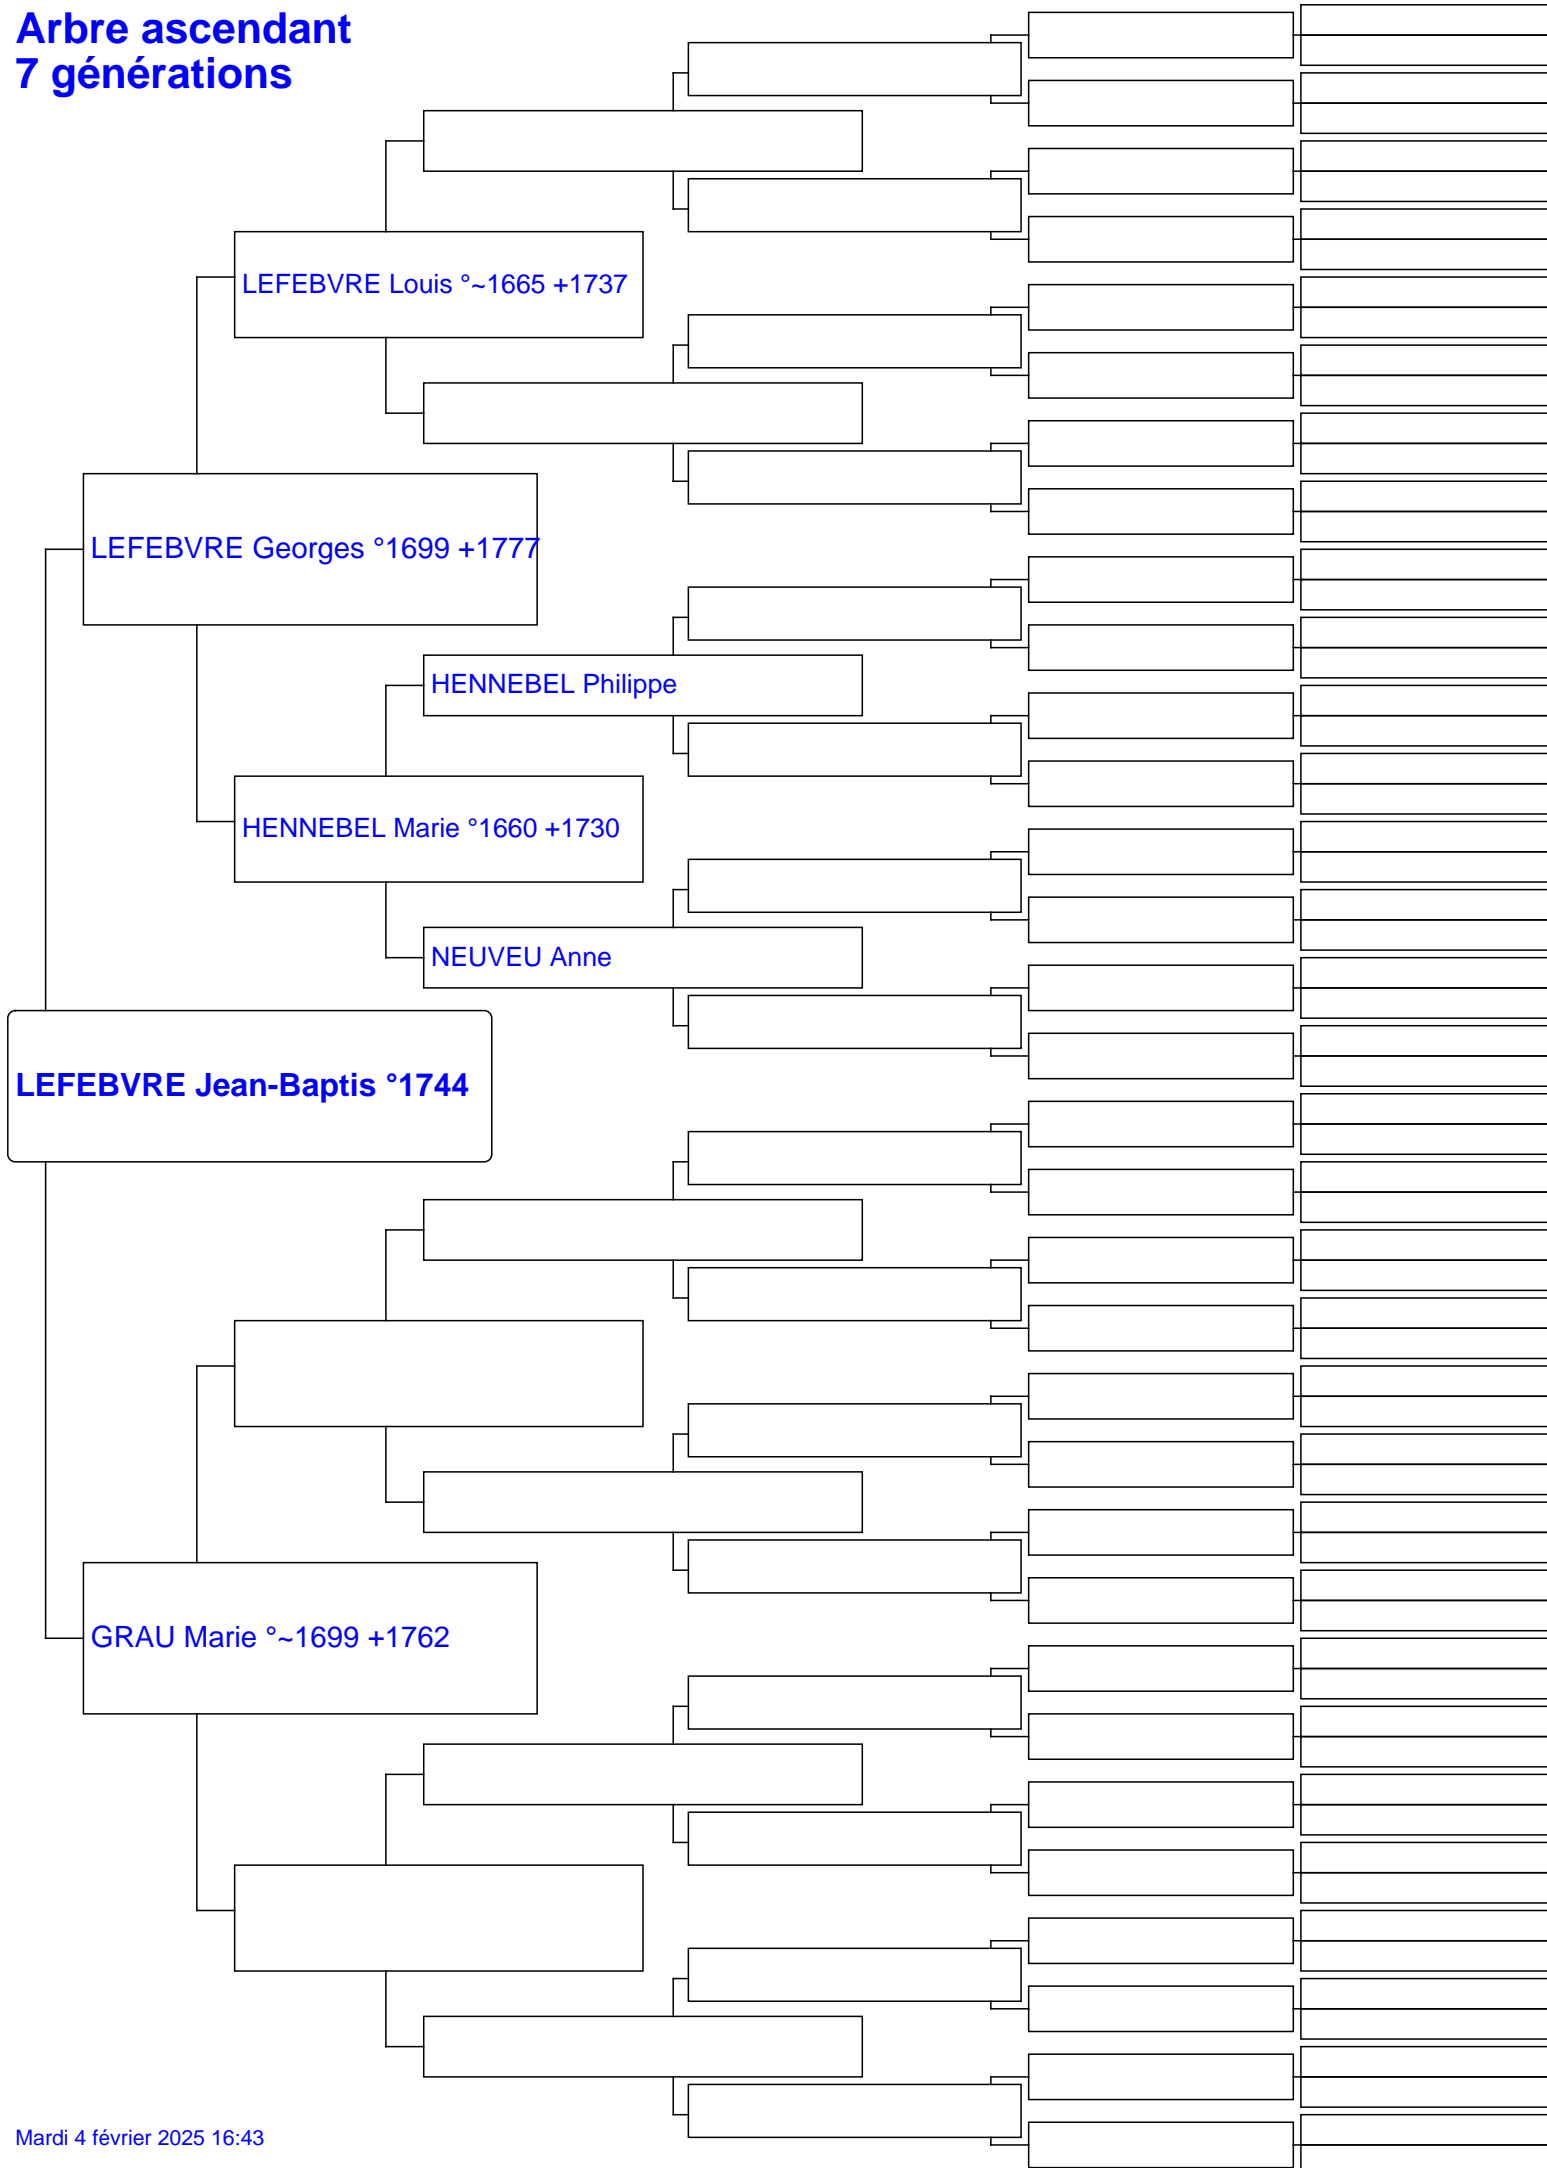 Arbre ascendant
7 générations
LEFEBVRE Louis °~1665 +1737
LEFEBVRE Georges °1699 +1777
HENNEBEL Philippe
HENNEBEL Marie °1660 +1730
NEUVEU Anne
LEFEBVRE Jean-Baptis °1744
GRAU Marie °~1699 +1762
Mardi 4 février 2025 16:43